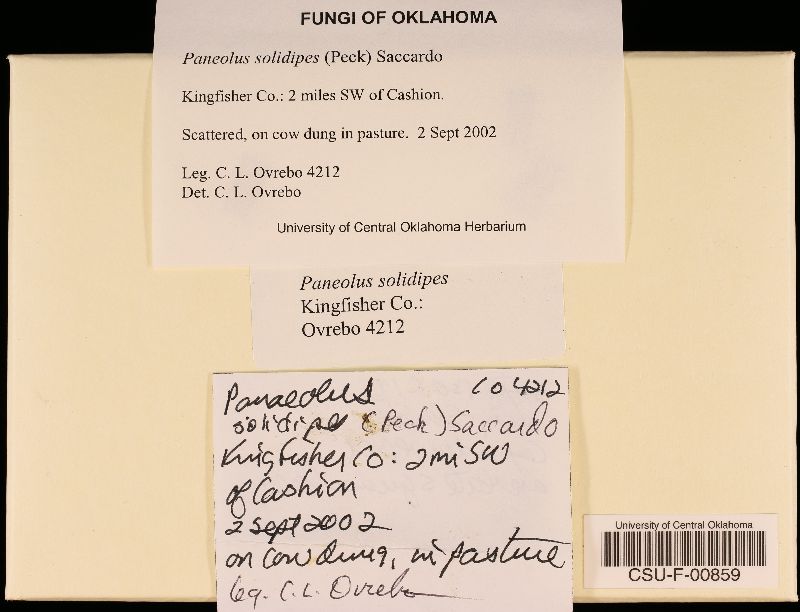 FUNGI OF OKLAHOMA
Paneolus solidipes (Peck) Saccardo
Kingfisher Co.: 2 miles SW of Cashion.
Scattered, on cow dung in pasture. 2 Sept 2002
Leg. C. L. Ovrebo 4212
Det. C. L. Ovrebo
University of Central Oklahoma Herbarium
Paneolus solidipes
Kingfisher Co.:
Ovrebo 4212
Panaeolus CO 4212
solidipes (Peck) Saccardo
Kingfisher Co: 2 mi SW
of Cashion
2 Sept 2002
on cow dung, in pasture
leg. C. L. Ovrebo
University of Central Oklahoma
CSU-F-00859